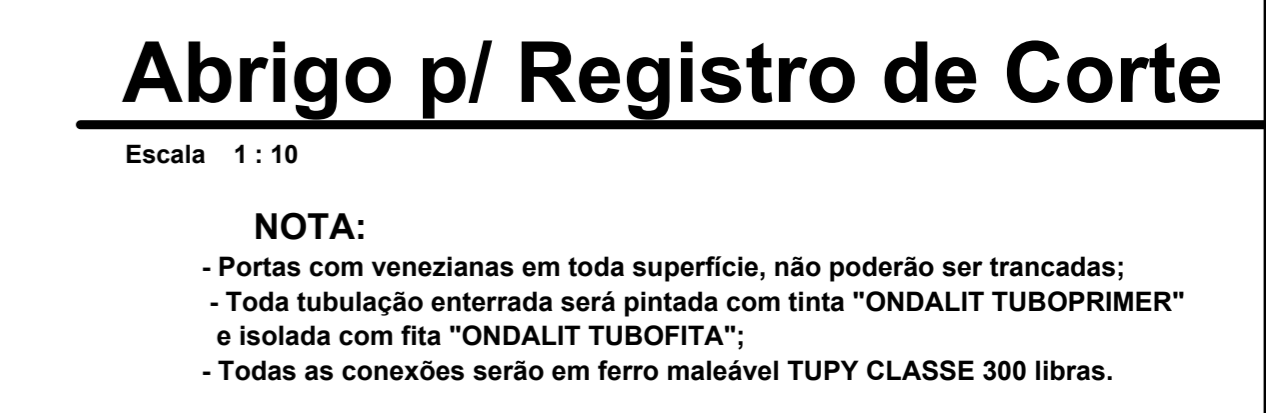 Abrigo p/ Registro de Corte
Escala 1 : 10
NOTA:
- Portas com venezianas em toda superfície, não poderão ser trancadas;
- Toda tubulação enterrada será pintada com tinta "ONDALIT TUBOPRIMER"
e isolada com fita "ONDALIT TUBOFITA";
- Todas as conexões serão em ferro maleável TUPY CLASSE 300 libras.